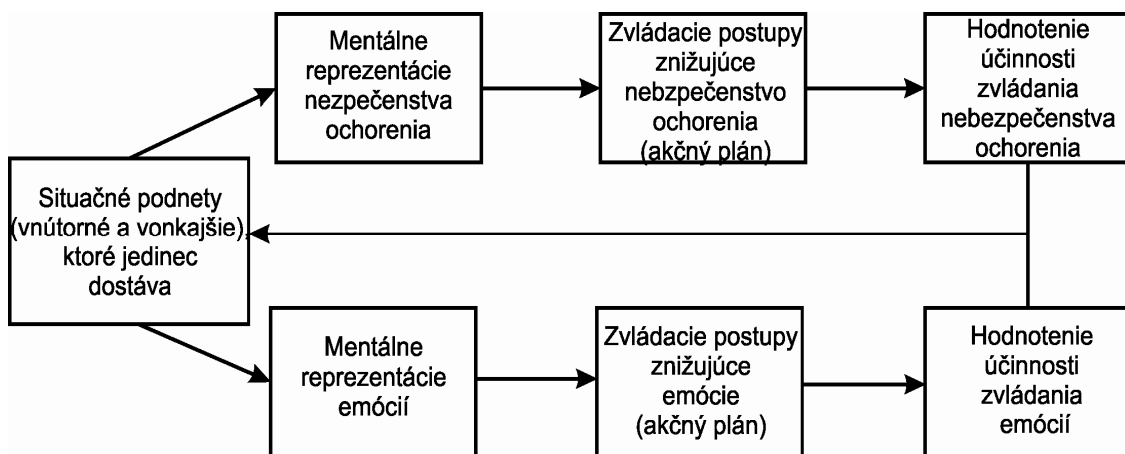 Mentálne
reprezentácie
nezpečenstva
ochorenia
Zvládacie postupy
znižujúce
nebzpečenstvo
ochorenia
(akčný plán)
Hodnotenie
účinnosti
zvládania
nebezpečenstva
ochorenia
Situačné podnety
(vnútorné a vonkajšie),
ktoré jedinec
dostáva
Mentálne
reprezentácie
emócií
Zvládacie postupy
znižujúce
emócie
(akčný plán)
Hodnotenie
účinnosti
zvládania
emócií